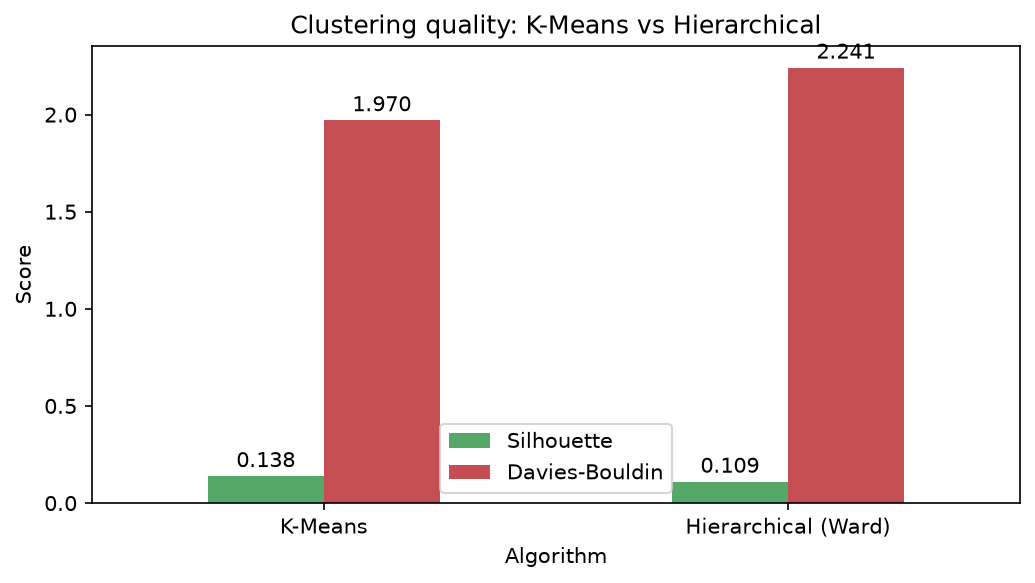 Clustering quality: K-Means vs Hierarchical
2.241
1.970
2.0
1.5
1.0
0.5
0.0
Score
0.138
0.109
Silhouette
Davies-Bouldin
K-Means
Hierarchical (Ward)
Algorithm